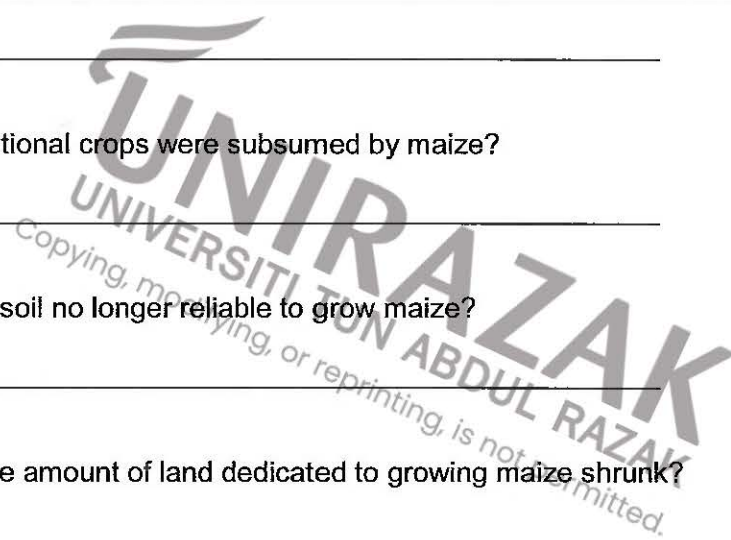 tional crops were subsumed by maize?
soil no longer reliable to grow maize?
e amount of land dedicated to growing maize shrunk?
UNIRAZAK
UNIVERSITI TUN ABDUL RAZAK
Copying, modifying, or reprinting, is not permitted.